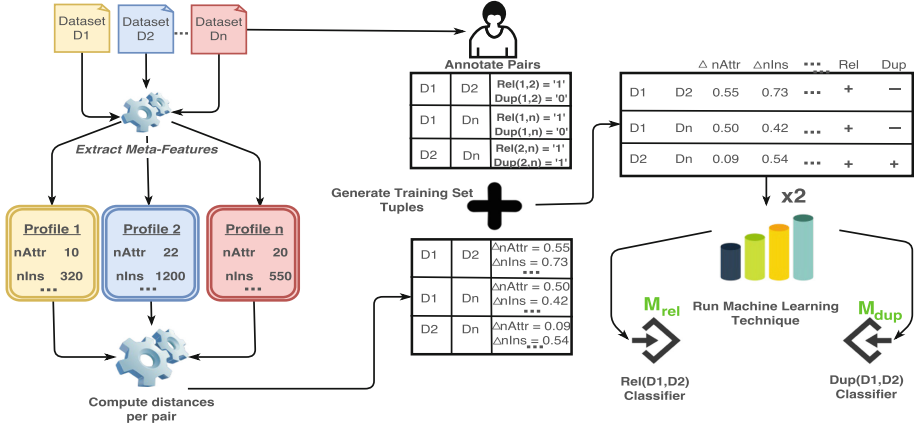 Dataset
D1
Dataset
D2
...
Dataset
Dn
Extract Meta-Features
Profile 1
nAttr 10
nIns 320
...
Profile 2
nAttr 22
nIns 1200
...
Profile n
nAttr 20
nIns 550
...
Compute distances
per pair
Annotate Pairs
D1 D2 Rel(1,2) = '1'
Dup(1,2) = '0'
D1 Dn Rel(1,n) = '1'
Dup(1,n) = '0'
D2 Dn Rel(2,n) = '1'
Dup(2,n) = '1'
Generate Training Set
Tuples
D1 D2 △nAttr = 0.55
△nIns = 0.73
...
D1 Dn △nAttr = 0.50
△nIns = 0.42
...
D2 Dn △nAttr = 0.09
△nIns = 0.54
...
△ nAttr △nIns ... Rel Dup
D1 D2 0.55 0.73 ... + −
D1 Dn 0.50 0.42 ... + −
D2 Dn 0.09 0.54 ... + +
x2
Run Machine Learning
Technique
Mrel
Rel(D1,D2)
Classifier
Mdup
Dup(D1,D2)
Classifier